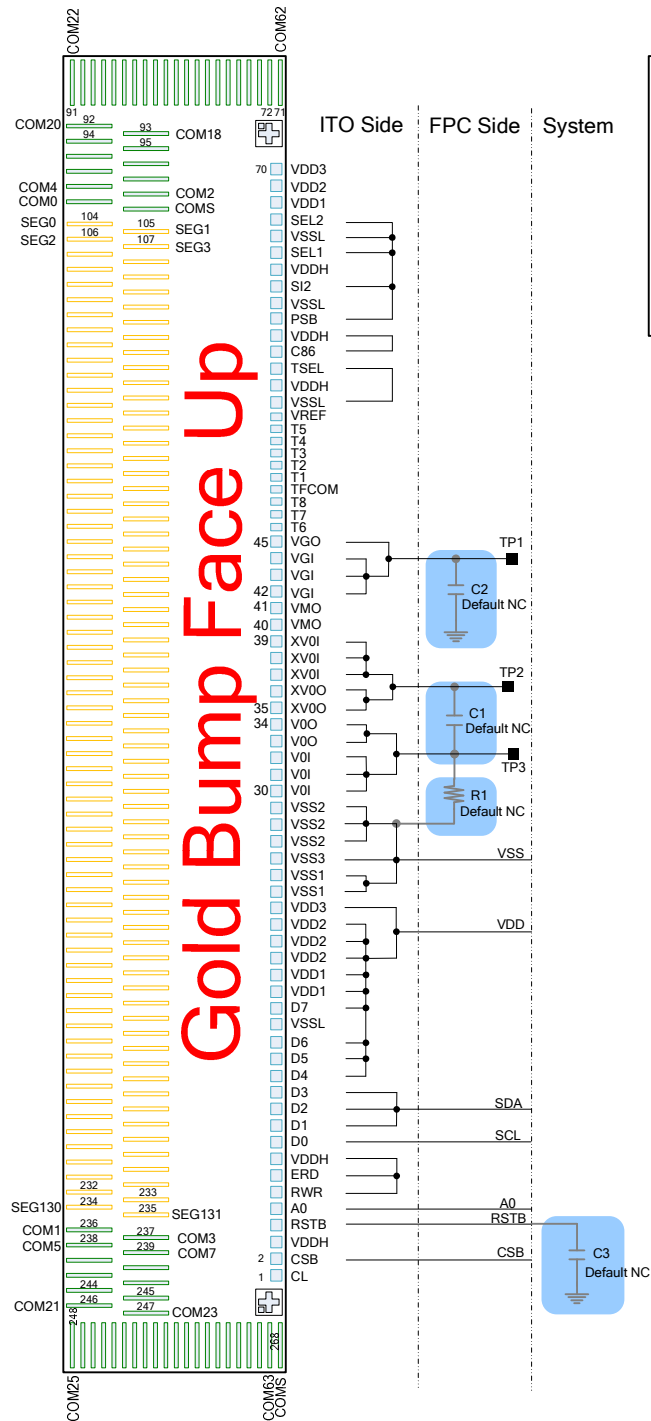 COM22 COM62
91 72 71
COM20 92 93 COM18
94 95
ITO Side FPC Side System
COM4 COM2
COM0 COMS
SEG0 104 105 SEG1
SEG2 106 107 SEG3
Gold Bump Face Up
70 VDD3
VDD2
VDD1
SEL2
VSSL
SEL1
VDDH
SI2
VSSL
PSB
VDDH
C86
TSEL
VDDH
VSSL
VREF
T5
T4
T3
T2
T1
TFCOM
T8
T7
T6
45 VGO
TP1
VGI
VGI
C2
Default NC
42 VGI
41 VMO
40 VMO
39 XV0I
XV0I
XV0I
TP2
XV0O
35 XV0O
C1
Default NC
34 V0O
V0O
V0I
TP3
V0I
30 V0I
R1
Default NC
VSS2
VSS2
VSS2
VSS3 VSS
VSS1
VSS1
VDD3
VDD2 VDD
VDD2
VDD2
VDD1
VDD1
D7
VSSL
D6
D5
D4
D3
D2 SDA
D1
D0 SCL
VDDH
ERD
RWR
A0 A0
RSTB RSTB
VDDH
2 CSB CSB
C3
Default NC
1 CL
232 233
SEG130 234 235 SEG131
COM1 236 237 COM3
COM5 238 239 COM7
244 245
COM21 246 247 COM23
248 268
COM25 COM63
COMS